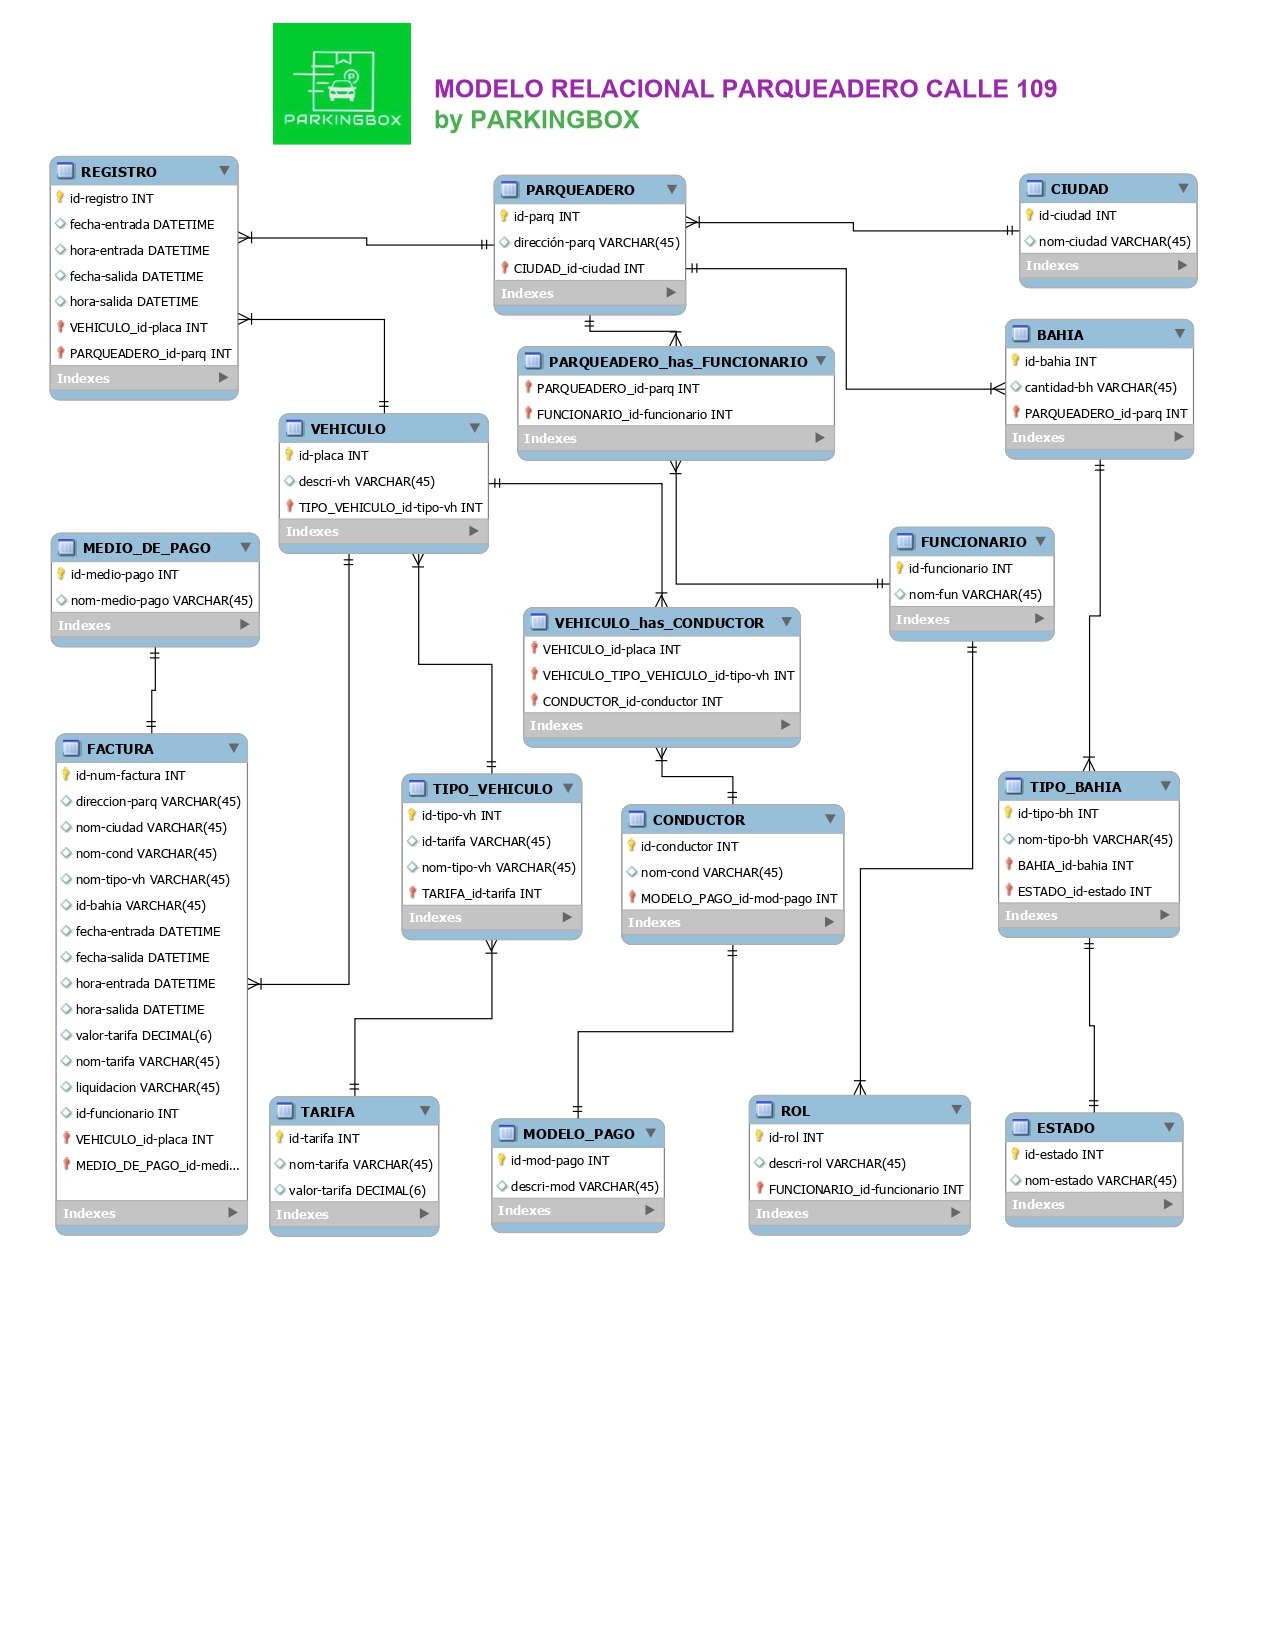 PARKINGBOX
MODELO RELACIONAL PARQUEADERO CALLE 109
by PARKINGBOX
REGISTRO
id-registro INT
fecha-entrada DATETIME
hora-entrada DATETIME
fecha-salida DATETIME
hora-salida DATETIME
VEHICULO_id-placa INT
PARQUEADERO_id-parq INT
Indexes
PARQUEADERO
id-parq INT
dirección-parq VARCHAR(45)
CIUDAD_id-ciudad INT
Indexes
CIUDAD
id-ciudad INT
nom-ciudad VARCHAR(45)
Indexes
BAHIA
id-bahia INT
cantidad-bh VARCHAR(45)
PARQUEADERO_id-parq INT
Indexes
PARQUEADERO_has_FUNCIONARIO
PARQUEADERO_id-parq INT
FUNCIONARIO_id-funcionario INT
Indexes
VEHICULO
id-placa INT
descri-vh VARCHAR(45)
TIPO_VEHICULO_id-tipo-vh INT
Indexes
MEDIO_DE_PAGO
id-medio-pago INT
nom-medio-pago VARCHAR(45)
Indexes
FUNCIONARIO
id-funcionario INT
nom-fun VARCHAR(45)
Indexes
VEHICULO_has_CONDUCTOR
VEHICULO_id-placa INT
VEHICULO_TIPO_VEHICULO_id-tipo-vh INT
CONDUCTOR_id-conductor INT
Indexes
FACTURA
id-num-factura INT
direccion-parq VARCHAR(45)
nom-ciudad VARCHAR(45)
nom-cond VARCHAR(45)
nom-tipo-vh VARCHAR(45)
id-bahia VARCHAR(45)
fecha-entrada DATETIME
fecha-salida DATETIME
hora-entrada DATETIME
hora-salida DATETIME
valor-tarifa DECIMAL(6)
nom-tarifa VARCHAR(45)
liquidacion VARCHAR(45)
id-funcionario INT
VEHICULO_id-placa INT
MEDIO_DE_PAGO_id-medi...
Indexes
TIPO_VEHICULO
id-tipo-vh INT
id-tarifa VARCHAR(45)
nom-tipo-vh VARCHAR(45)
TARIFA_id-tarifa INT
Indexes
CONDUCTOR
id-conductor INT
nom-cond VARCHAR(45)
MODELO_PAGO_id-mod-pago INT
Indexes
TIPO_BAHIA
id-tipo-bh INT
nom-tipo-bh VARCHAR(45)
BAHIA_id-bahia INT
ESTADO_id-estado INT
Indexes
TARIFA
id-tarifa INT
nom-tarifa VARCHAR(45)
valor-tarifa DECIMAL(6)
Indexes
MODELO_PAGO
id-mod-pago INT
descri-mod VARCHAR(45)
Indexes
ROL
id-rol INT
descri-rol VARCHAR(45)
FUNCIONARIO_id-funcionario INT
Indexes
ESTADO
id-estado INT
nom-estado VARCHAR(45)
Indexes